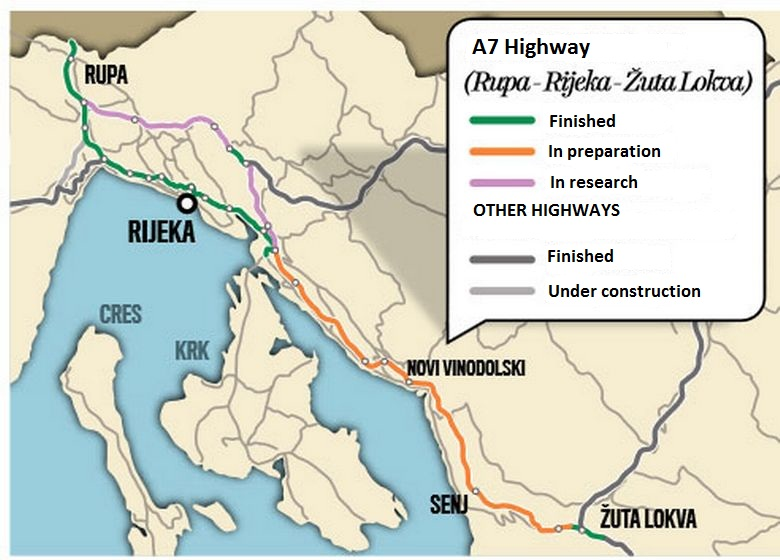 RUPA
RIJEKA
CRES
KRK
NOVI VINODOLSKI
SENJ
ŽUTA LOKVA
A7 Highway
(Rupa - Rijeka - Žuta Lokva)
Finished
In preparation
In research
OTHER HIGHWAYS
Finished
Under construction